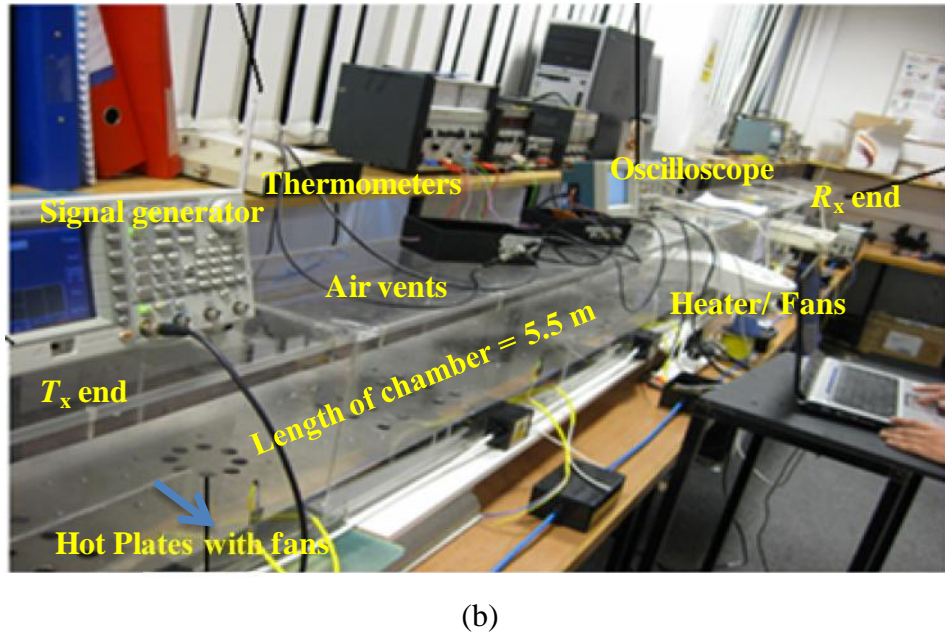 Oscilloscope
Thermometers
Rx end
Signal generator
Air vents
Heater/ Fans
Length of chamber = 5.5 m
Tx end
Hot Plates with fans
(b)